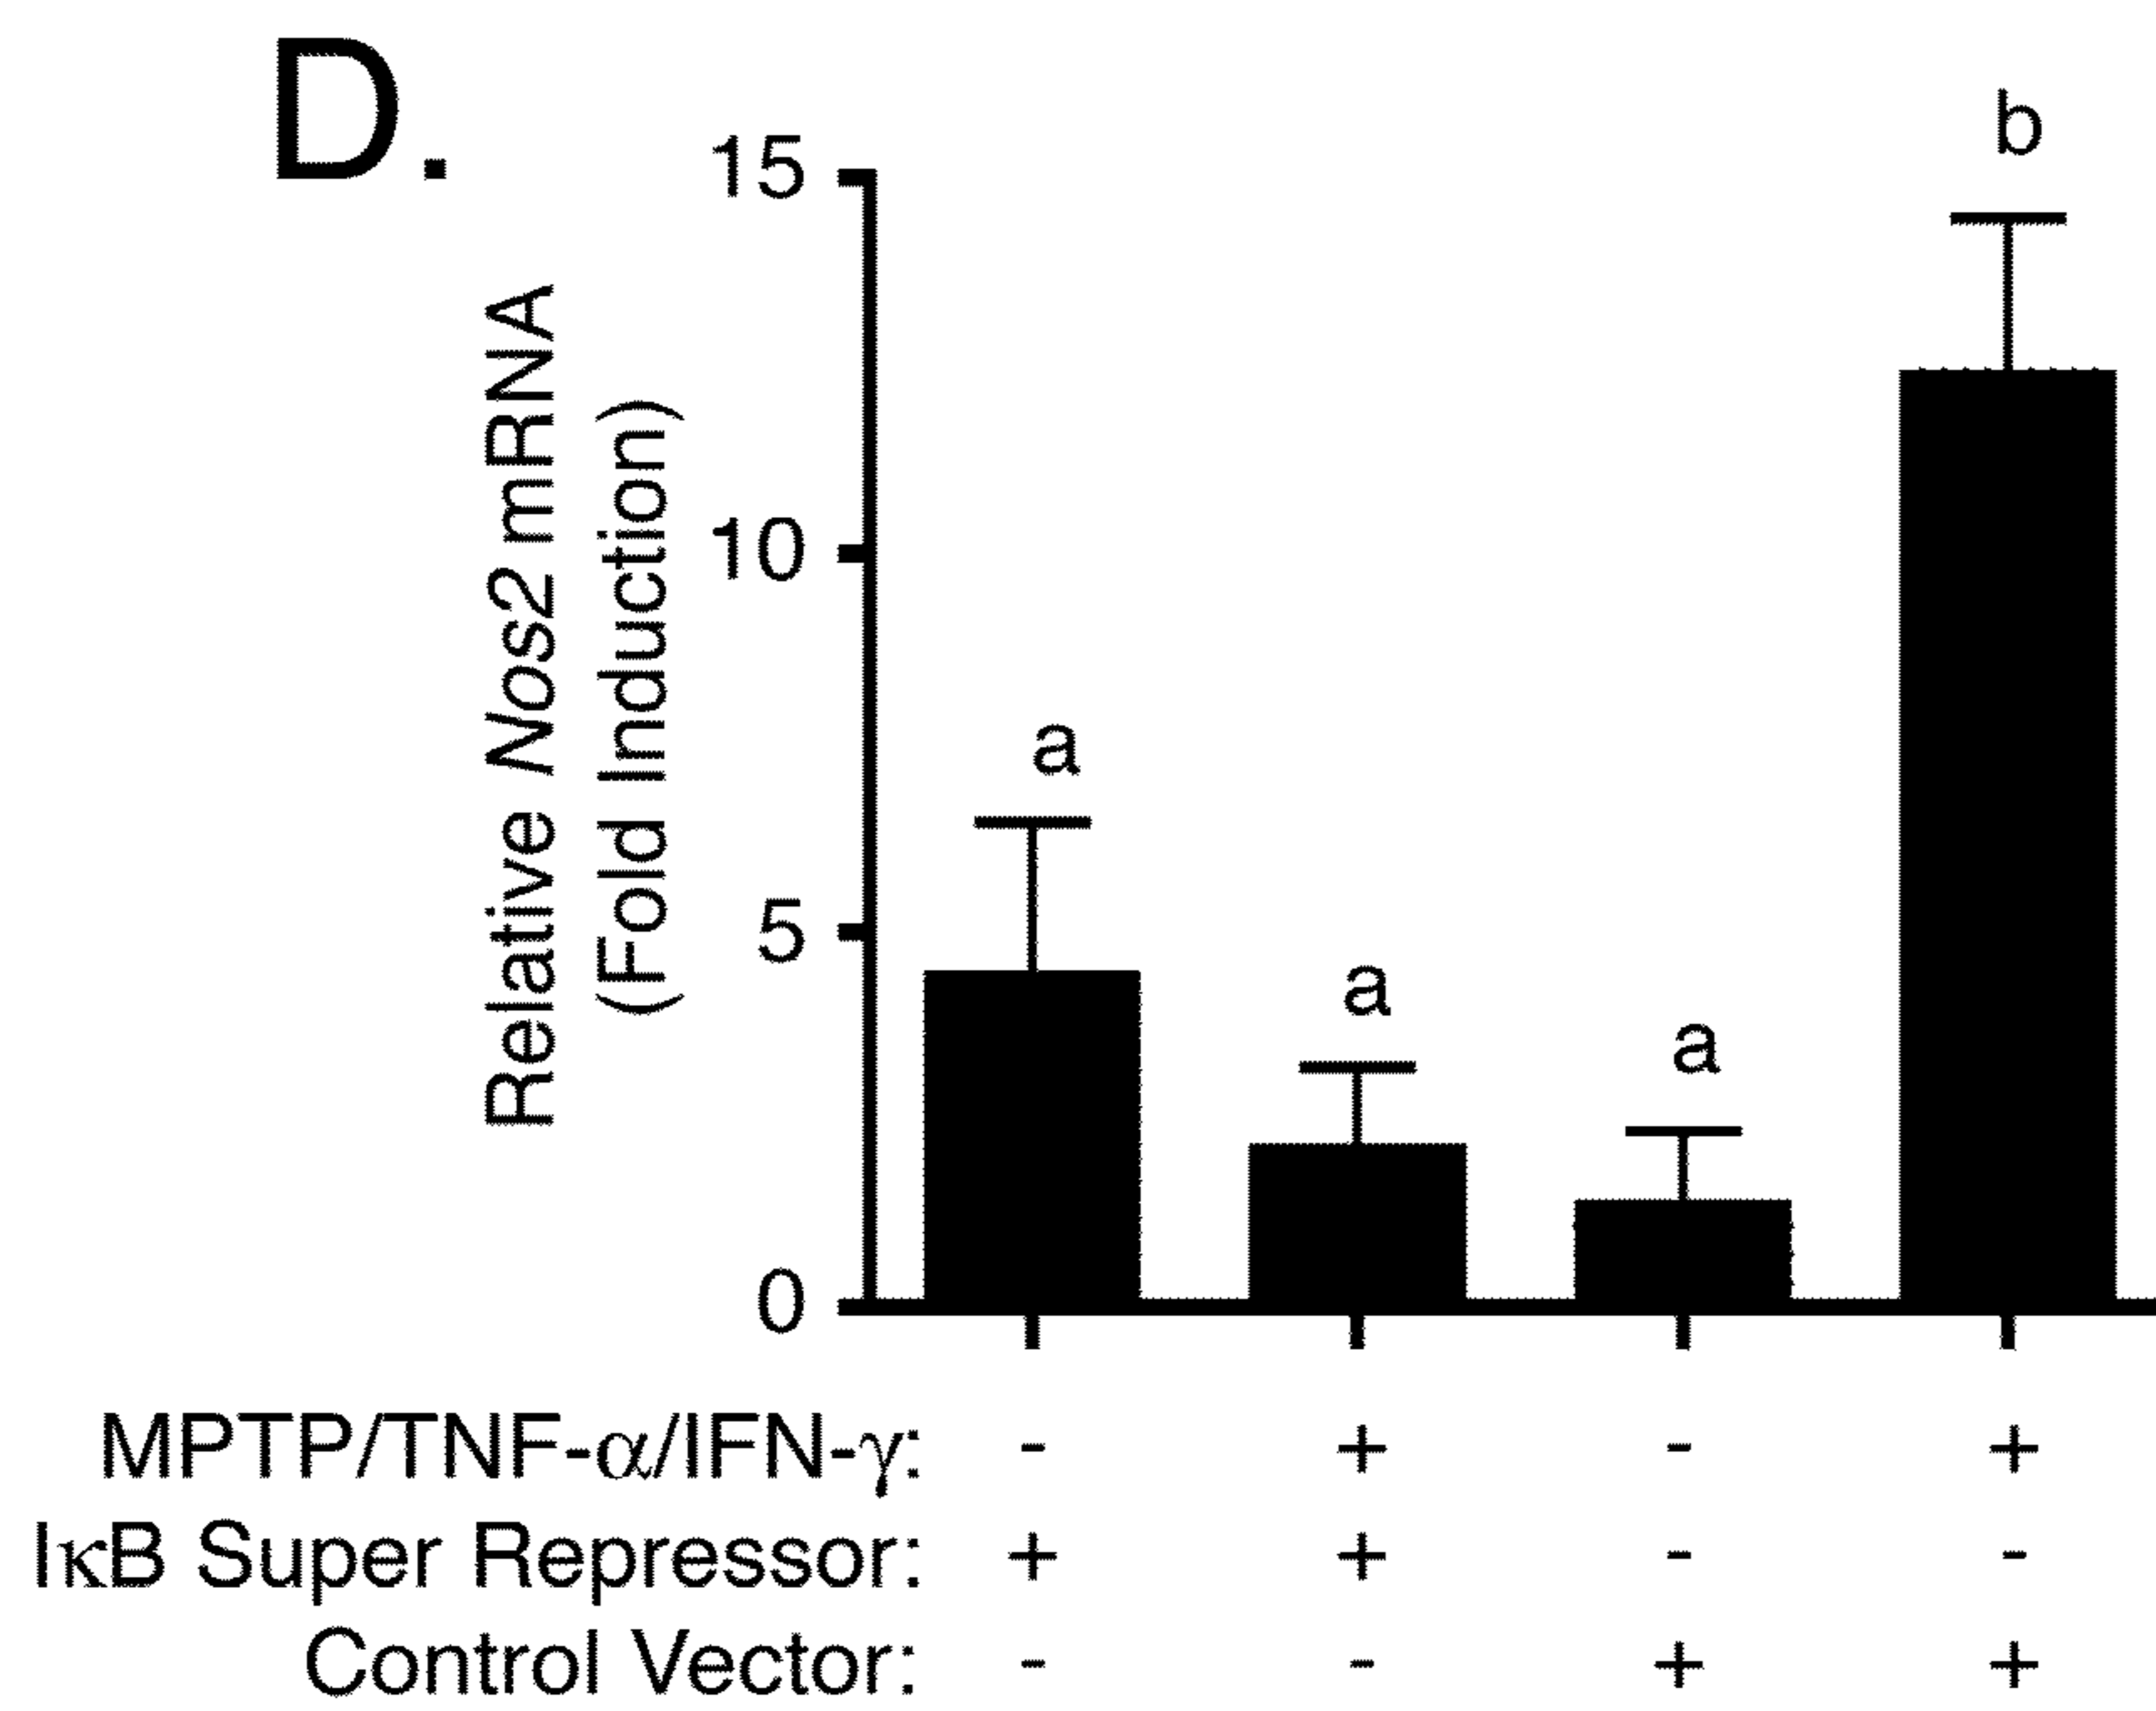 D.
Relative Nos2 mRNA
(Fold Induction)
15
10
5
0
a
a
a
b
MPTP/TNF-α/IFN-γ: - + - +
IκB Super Repressor: + + - -
Control Vector: - - + +